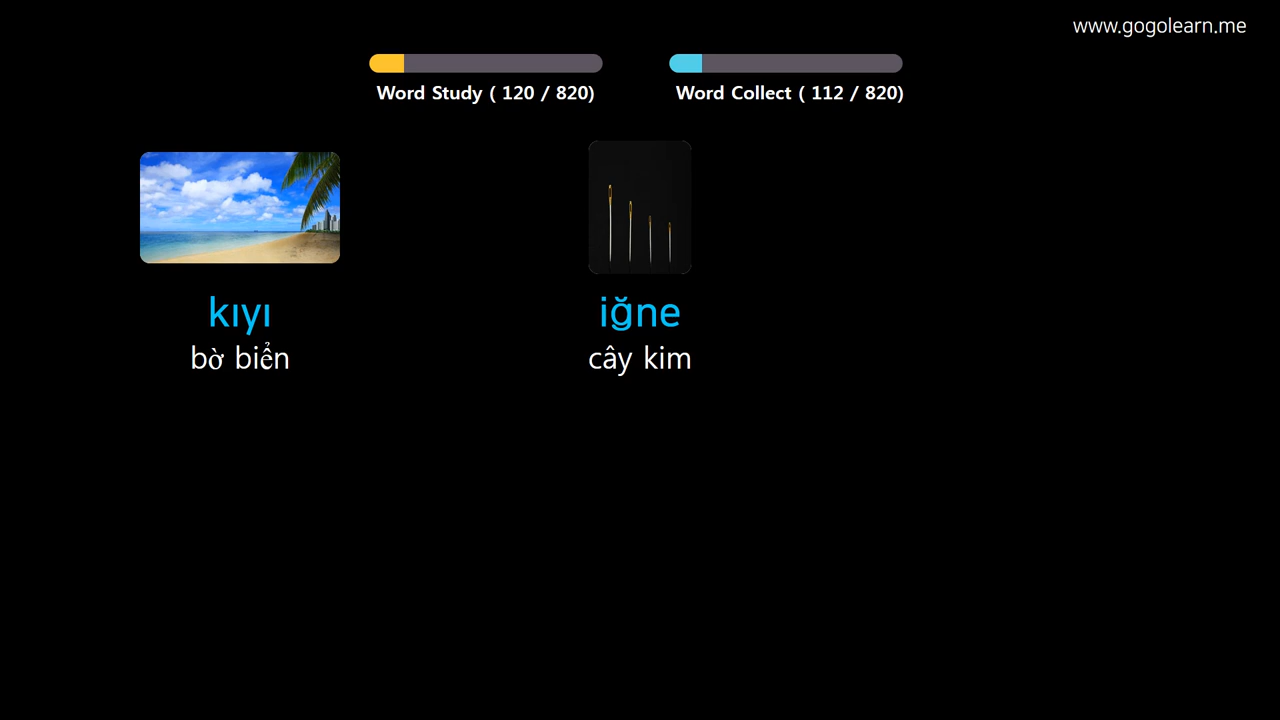 www.gogolearn.me
Word Study ( 120 / 820)
Word Collect ( 112 / 820)
kıyı
bờ biển
iğne
cây kim